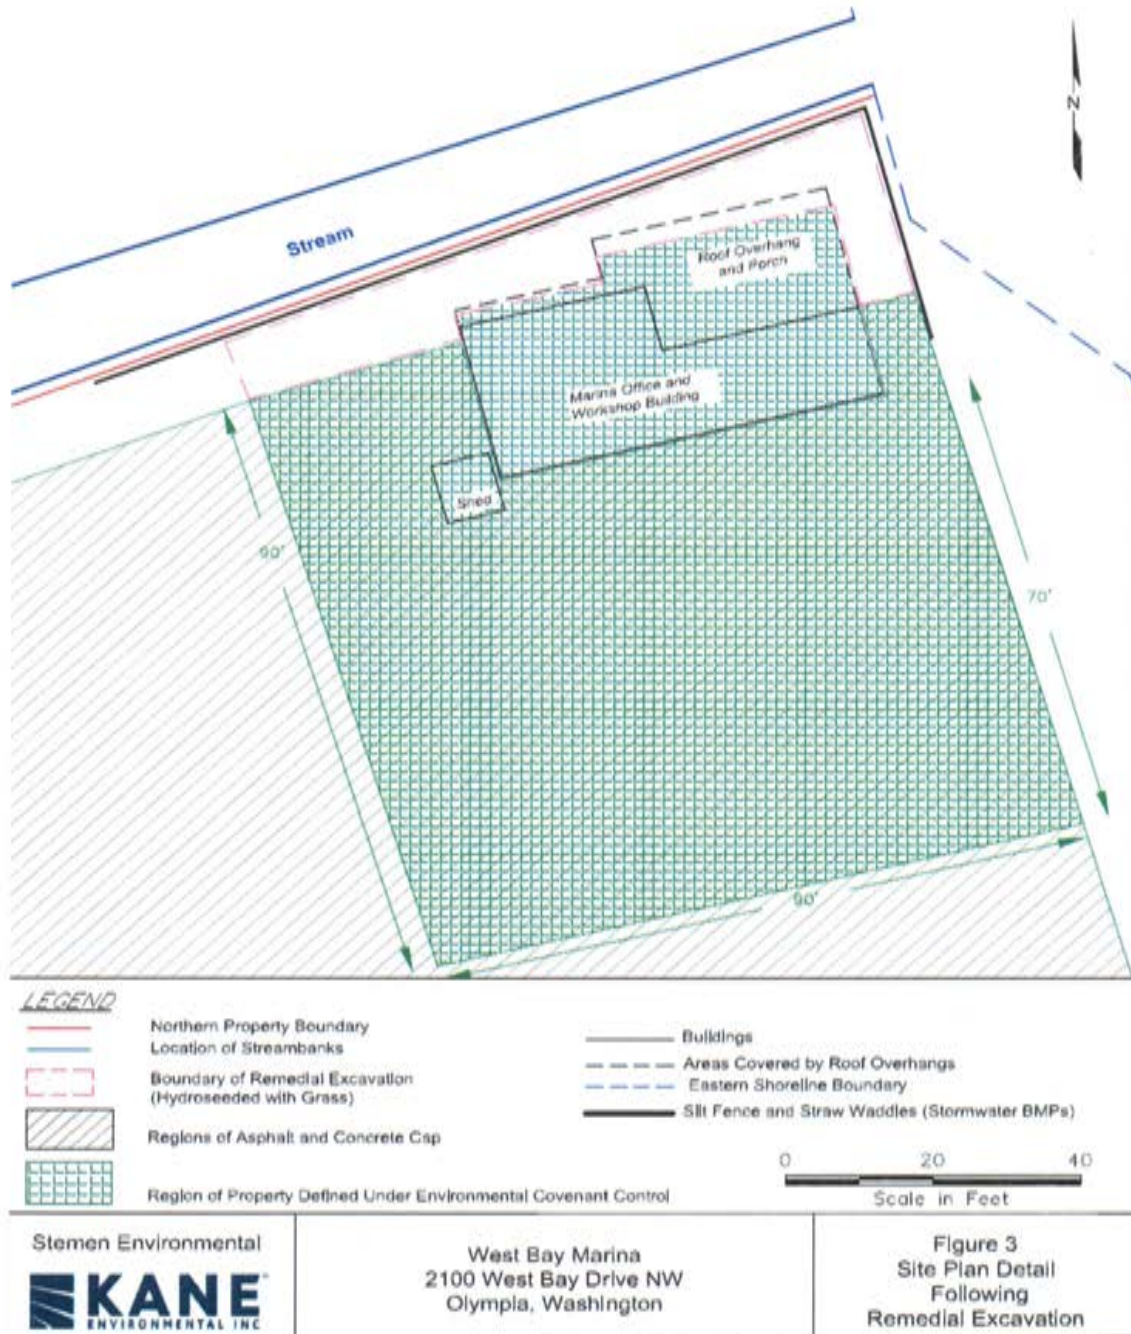 N
Stream
Roof Overhang
and Porch
Marina Office and
Workshop Building
Shed
90'
70'
90'
LEGEND
Northern Property Boundary
Location of Streambanks
Boundary of Remedial Excavation
(Hydroseeded with Grass)
Regions of Asphalt and Concrete Cap
Region of Property Defined Under Environmental Covenant Control
Buildings
Areas Covered by Roof Overhangs
Eastern Shoreline Boundary
Silt Fence and Straw Waddles (Stormwater BMPs)
0 20 40
Scale in Feet
Stemen Environmental
KANE
ENVIRONMENTAL INC
West Bay Marina
2100 West Bay Drive NW
Olympia, Washington
Figure 3
Site Plan Detail
Following
Remedial Excavation